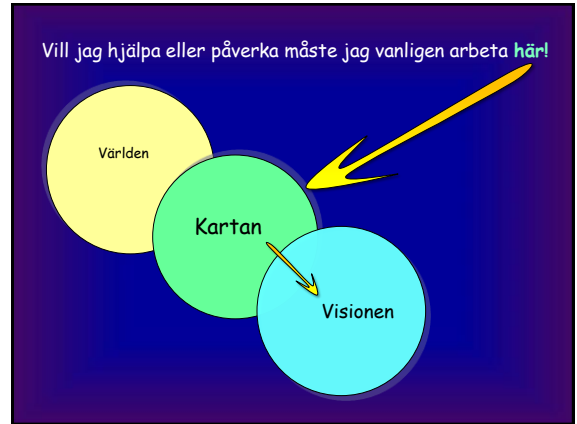 Vill jag hjälpa eller påverka måste jag vanligen arbeta här!
Världen
Kartan
Visionen